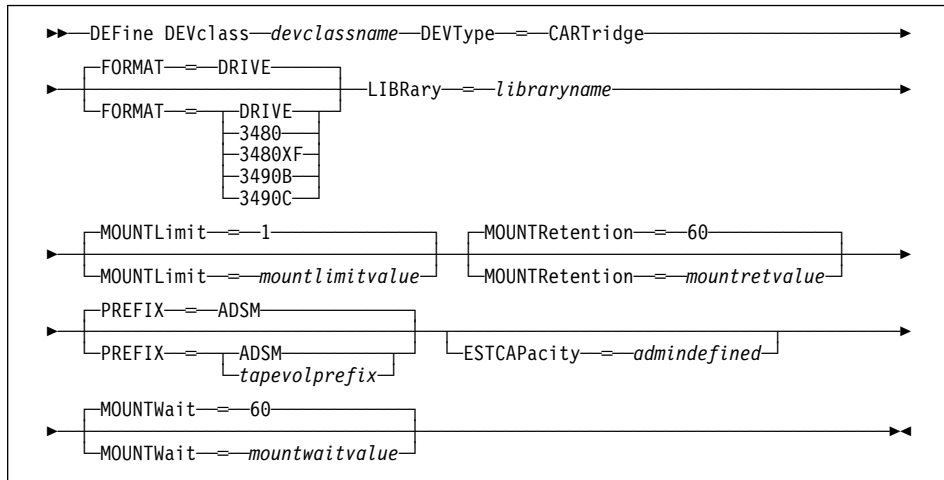 DEFine DEVclass devclassname DEVType = CARTridge
FORMAT = DRIVE
LIBRary = libraryname
FORMAT = DRIVE
3480
3480XF
3490B
3490C
MOUNTLimit = 1 MOUNTRetention = 60
MOUNTLimit = mountlimitvalue MOUNTRetention = mountretvalue
PREFIX = ADSM
PREFIX = ADSM ESTCAPacity = admindefined
tapevolprefix
MOUNTWait = 60
MOUNTWait = mountwaitvalue